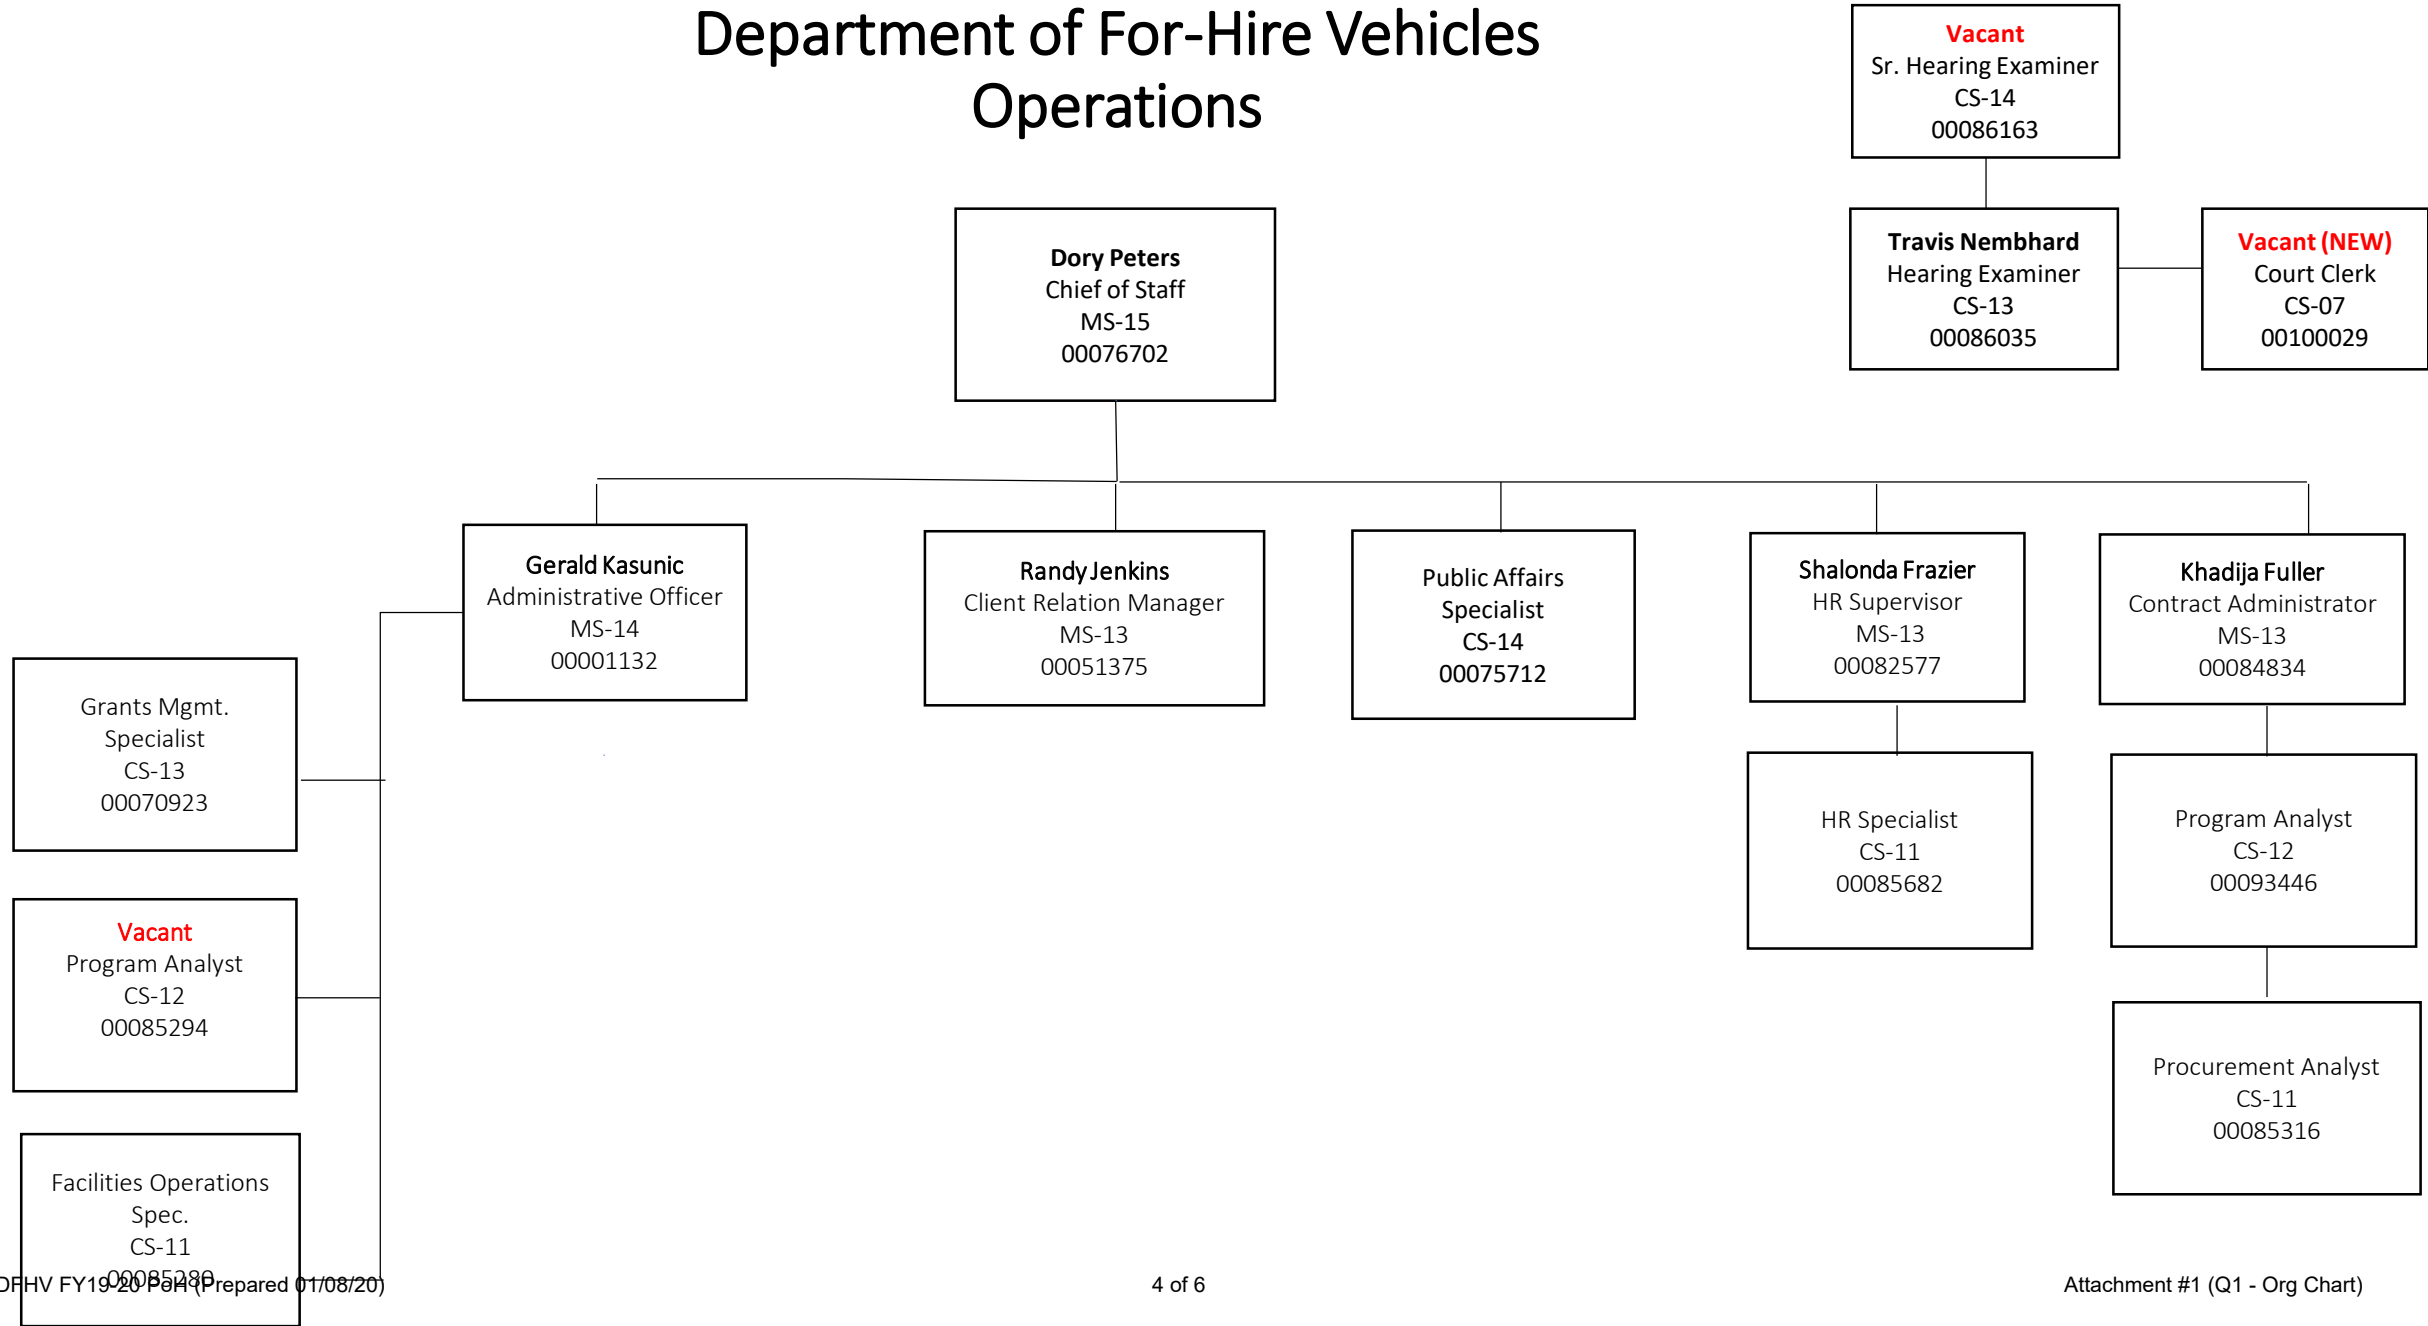 Department of For-Hire Vehicles
Operations
Vacant
Sr. Hearing Examiner
CS-14
00086163
Travis Nembhard
Hearing Examiner
CS-13
00086035
Vacant (NEW)
Court Clerk
CS-07
00100029
Dory Peters
Chief of Staff
MS-15
00076702
Gerald Kasunic
Administrative Officer
MS-14
00001132
Randy Jenkins
Client Relation Manager
MS-13
00051375
Public Affairs
Specialist
CS-14
00075712
Shalonda Frazier
HR Supervisor
MS-13
00082577
Khadija Fuller
Contract Administrator
MS-13
00084834
Grants Mgmt.
Specialist
CS-13
00070923
Vacant
Program Analyst
CS-12
00085294
Facilities Operations
Spec.
CS-11
00085280
HR Specialist
CS-11
00085682
Program Analyst
CS-12
00093446
Procurement Analyst
CS-11
00085316
DFHV FY19-20 PoH (Prepared 01/08/20)
4 of 6
Attachment #1 (Q1 - Org Chart)